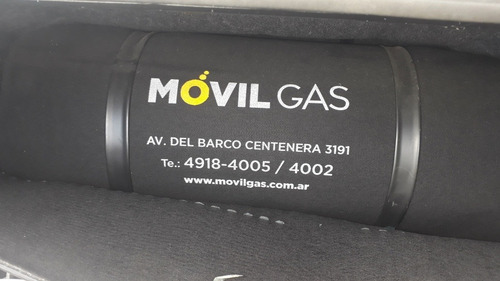 MÓVIL GAS
AV. DEL BARCO CENTENERA 3191
Te.: 4918-4005 / 4002
www.movilgas.com.ar